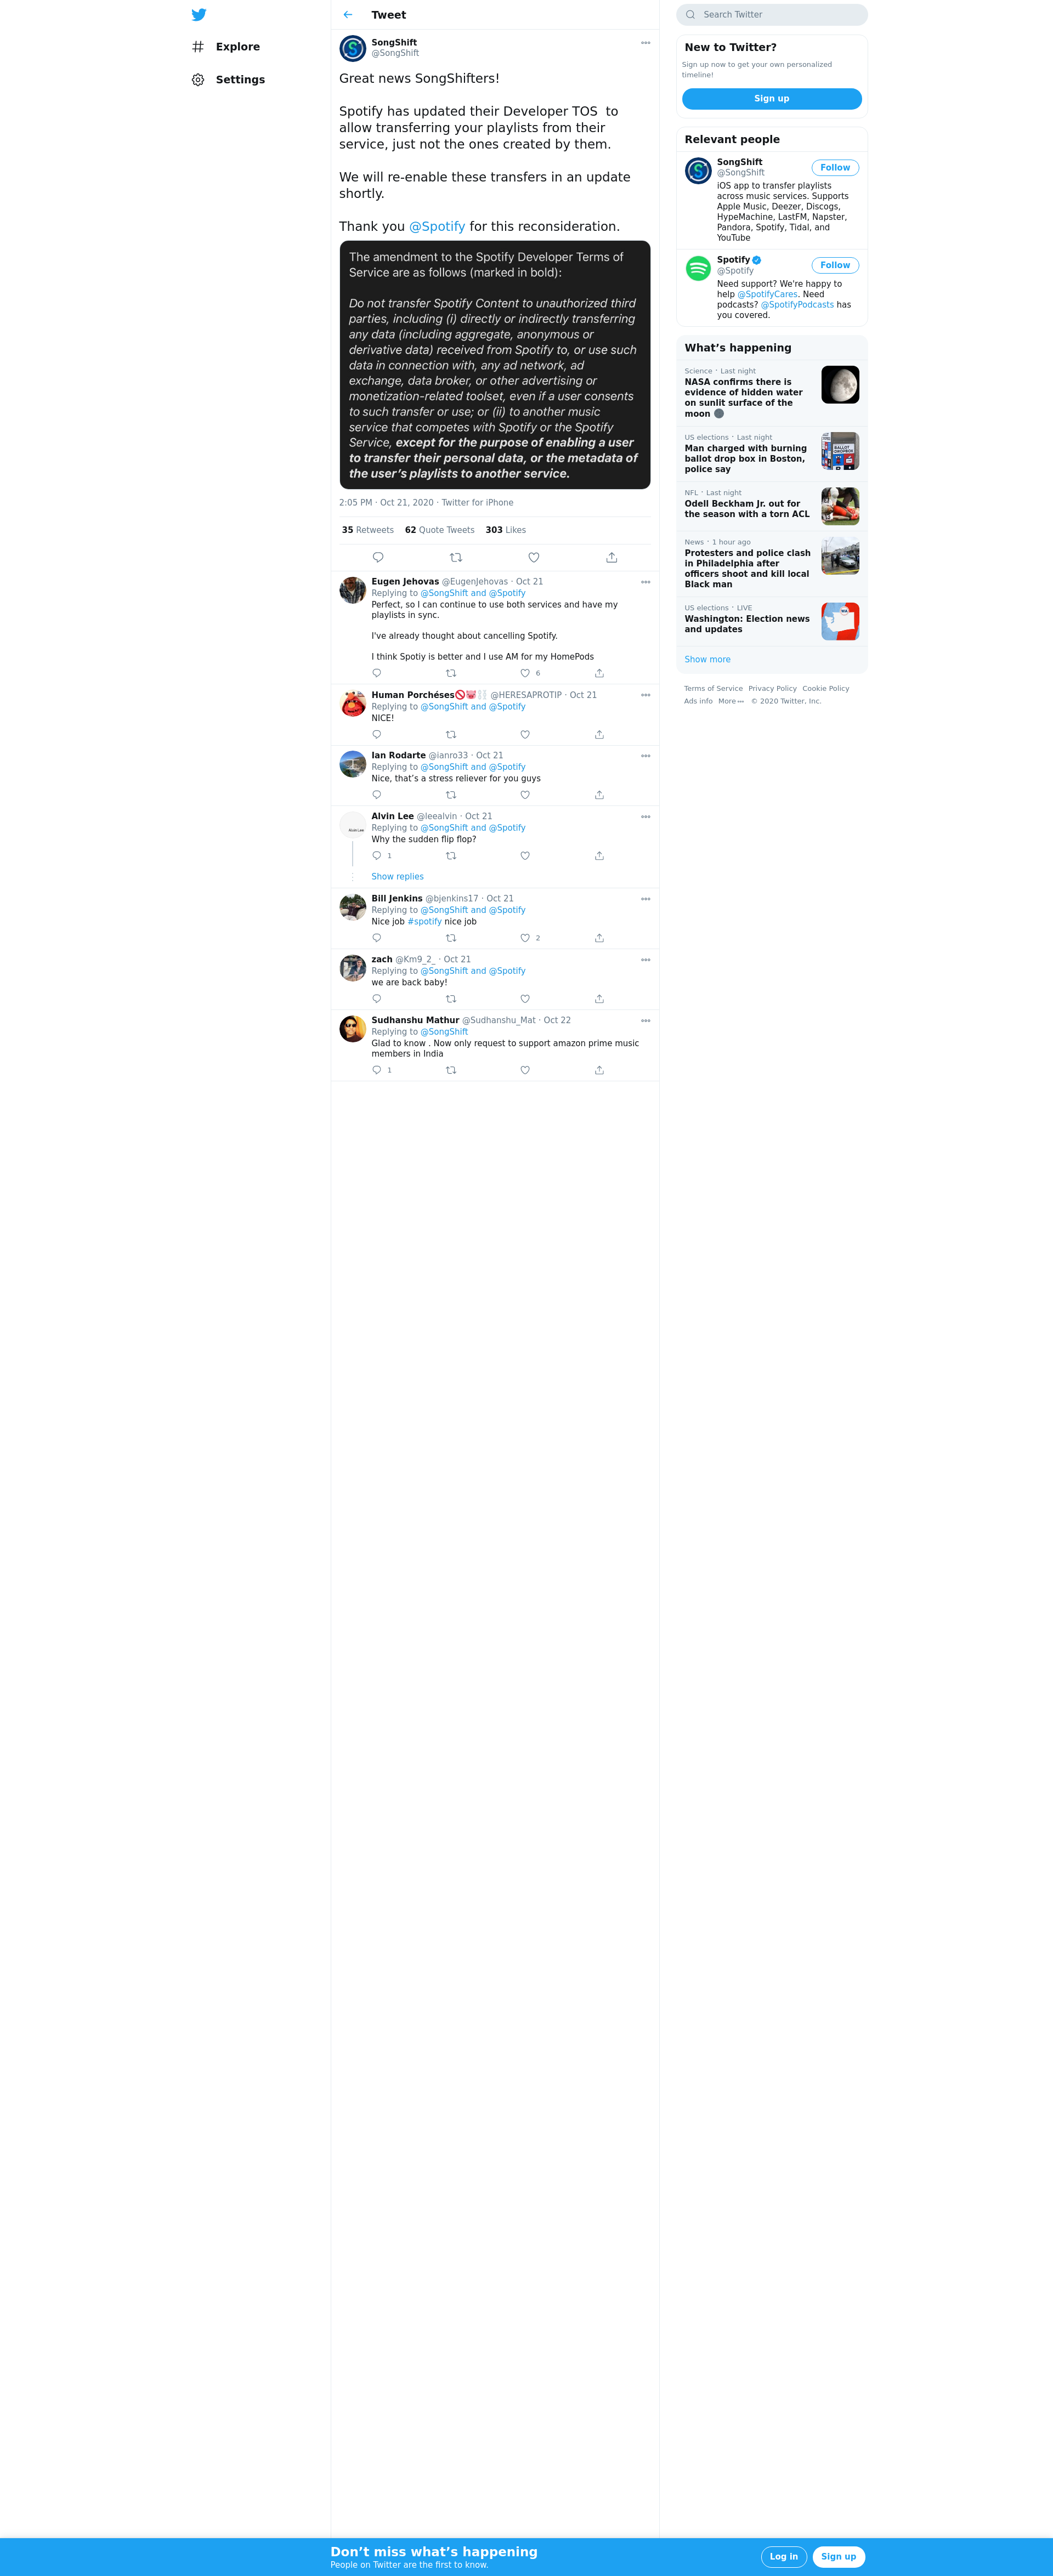 Explore
Settings
Tweet
SongShift
@SongShift
Great news SongShifters!
Spotify has updated their Developer TOS  to
allow transferring your playlists from their
service, just not the ones created by them.
We will re-enable these transfers in an update
shortly.
Thank you @Spotify for this reconsideration.
The amendment to the Spotify Developer Terms of
Service are as follows (marked in bold):
Do not transfer Spotify Content to unauthorized third
parties, including (i) directly or indirectly transferring
any data (including aggregate, anonymous or
derivative data) received from Spotify to, or use such
data in connection with, any ad network, ad
exchange, data broker, or other advertising or
monetization-related toolset, even if a user consents
to such transfer or use; or (ii) to another music
service that competes with Spotify or the Spotify
Service, except for the purpose of enabling a user
to transfer their personal data, or the metadata of
the user's playlists to another service.
2:05 PM · Oct 21, 2020 · Twitter for iPhone
35 Retweets 62 Quote Tweets 303 Likes
Eugen Jehovas @EugenJehovas · Oct 21
Replying to @SongShift and @Spotify
Perfect, so I can continue to use both services and have my
playlists in sync.
I've already thought about cancelling Spotify.
I think Spotiy is better and I use AM for my HomePods
6
Human Porchéses @HERESAPROTIP · Oct 21
Replying to @SongShift and @Spotify
NICE!
Ian Rodarte @ianro33 · Oct 21
Replying to @SongShift and @Spotify
Nice, that's a stress reliever for you guys
Alvin Lee
Alvin Lee @leealvin · Oct 21
Replying to @SongShift and @Spotify
Why the sudden flip flop?
1
Show replies
Bill Jenkins @bjenkins17 · Oct 21
Replying to @SongShift and @Spotify
Nice job #spotify nice job
2
zach @Km9_2_ · Oct 21
Replying to @SongShift and @Spotify
we are back baby!
Sudhanshu Mathur @Sudhanshu_Mat · Oct 22
Replying to @SongShift
Glad to know . Now only request to support amazon prime music
members in India
1
Search Twitter
New to Twitter?
Sign up now to get your own personalized
timeline!
Sign up
Relevant people
SongShift
@SongShift
Follow
iOS app to transfer playlists
across music services. Supports
Apple Music, Deezer, Discogs,
HypeMachine, LastFM, Napster,
Pandora, Spotify, Tidal, and
YouTube
Spotify
@Spotify
Follow
Need support? We're happy to
help @SpotifyCares. Need
podcasts? @SpotifyPodcasts has
you covered.
What's happening
Science · Last night
NASA confirms there is
evidence of hidden water
on sunlit surface of the
moon
US elections · Last night
Man charged with burning
ballot drop box in Boston,
police say
BALLOT
DROPBOX
NFL · Last night
Odell Beckham Jr. out for
the season with a torn ACL
News · 1 hour ago
Protesters and police clash
in Philadelphia after
officers shoot and kill local
Black man
US elections · LIVE
Washington: Election news
and updates
WA
Show more
Terms of Service Privacy Policy Cookie Policy
Ads info More © 2020 Twitter, Inc.
Don't miss what's happening
People on Twitter are the first to know.
Log in
Sign up